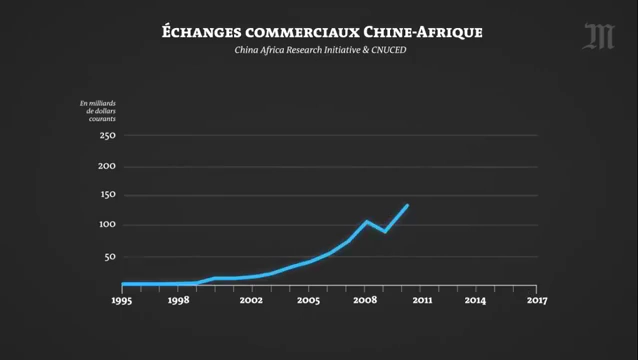 Échanges commerciaux Chine-Afrique
China Africa Research Initiative & CNUCED
M
En milliards
de dollars
courants
250
200
150
100
50
1995 1998 2002 2005 2008 2011 2014 2017